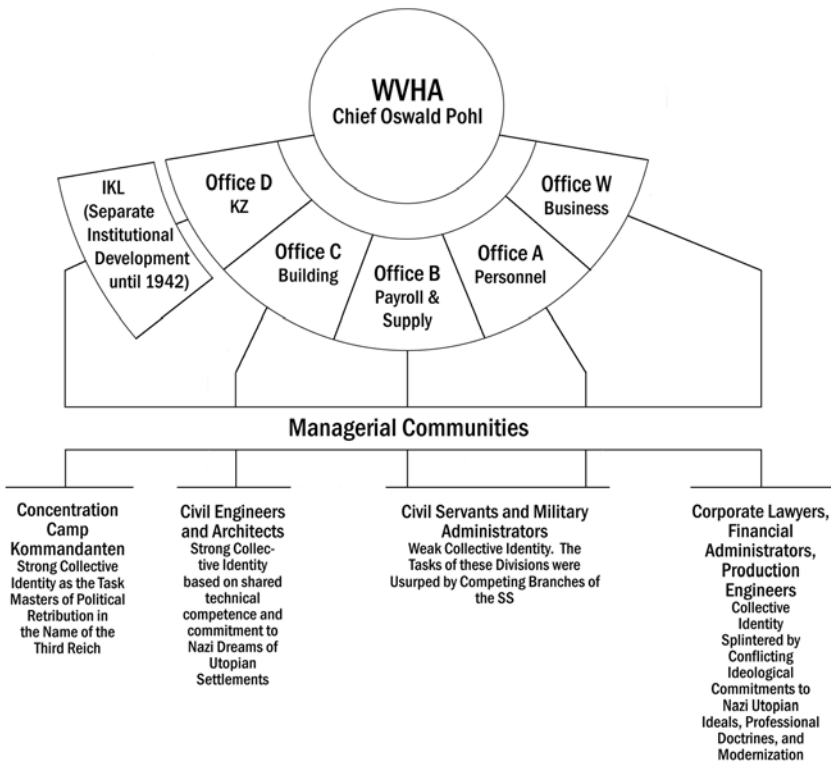 WVHA
Chief Oswald Pohl
IKL
(Separate
Institutional
Development
until 1942)
Office D
KZ
Office C
Building
Office B
Payroll &
Supply
Office A
Personnel
Office W
Business
Managerial Communities
Concentration
Camp
Kommandanten
Strong Collective
Identity as the Task
Masters of Political
Retribution in
the Name of the
Third Reich
Civil Engineers
and Architects
Strong Collec-
tive Identity
based on shared
technical
competence and
commitment to
Nazi Dreams of
Utopian
Settlements
Civil Servants and Military
Administrators
Weak Collective Identity. The
Tasks of these Divisions were
Usurped by Competing Branches of
the SS
Corporate Lawyers,
Financial
Administrators,
Production
Engineers
Collective
Identity
Splintered by
Conflicting
Ideological
Commitments to
Nazi Utopian
Ideals, Professional
Doctrines, and
Modernization